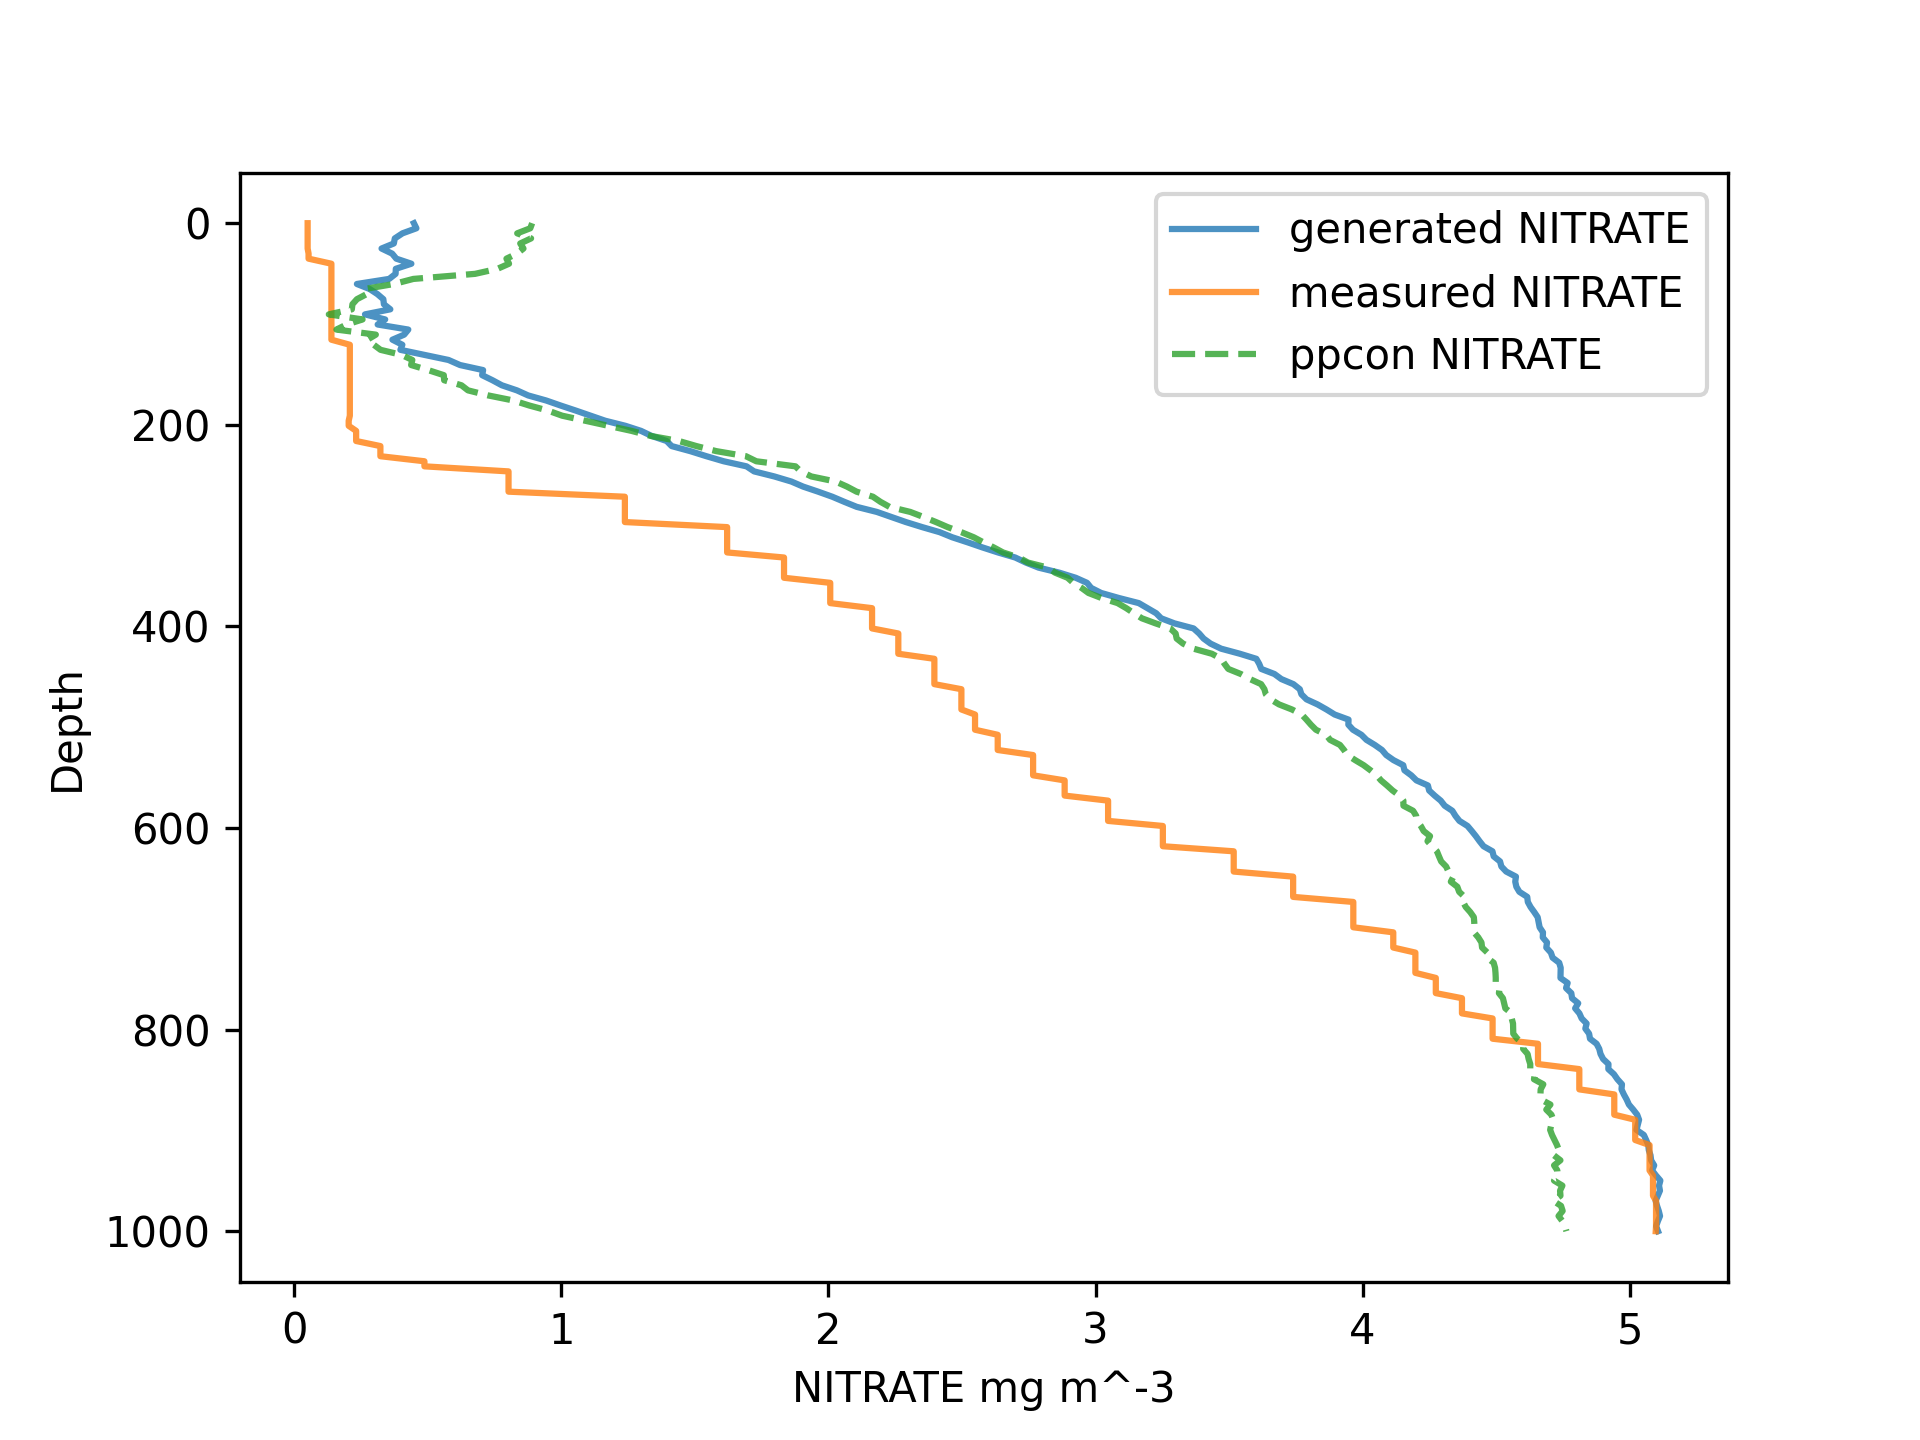 generated NITRATE
measured NITRATE
ppcon NITRATE
0
200
400
600
800
1000
Depth
0 1 2 3 4 5
NITRATE mg m^-3